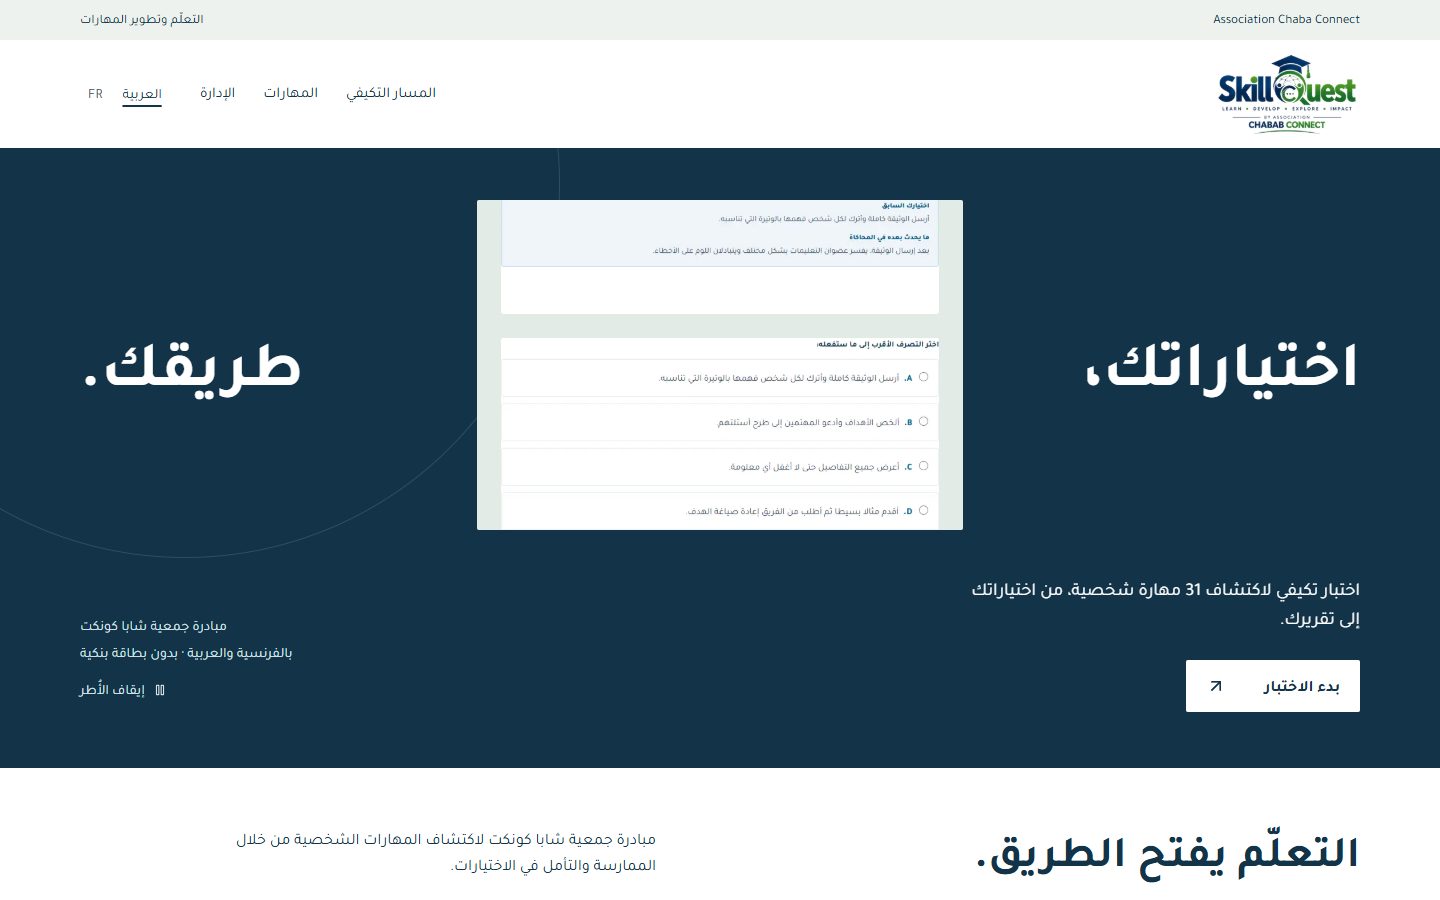 Association Chaba Connect
التعلّم وتطوير المهارات
SkillQuest
LEARN • DEVELOP • EXPLORE • IMPACT
BY ASSOCIATION
CHABAB CONNECT
المسار التكيفي
المهارات
الإدارة
العربية
FR
اختياراتك،
اختيارك السابق
أرسل الوثيقة كاملة وأترك لكل شخص فهمها بالوتيرة التي تناسبه.
ما يحدث بعده في المحاكاة
بعد إرسال الوثيقة، يفسر عضوان التعليمات بشكل مختلف ويتبادلان اللوم على الأخطاء.
اختر التصرف الأقرب إلى ما ستفعله:
A. أرسل الوثيقة كاملة وأترك لكل شخص فهمها بالوتيرة التي تناسبه.
B. ألخص الأهداف وأدعو المهتمين إلى طرح أسئلتهم.
C. أعرض جميع التفاصيل حتى لا أغفل أي معلومة.
D. أقدم مثالا بسيطا ثم أطلب من الفريق إعادة صياغة الهدف.
طريقك.
اختبار تكيفي لاكتشاف 31 مهارة شخصية، من اختياراتك
إلى تقريرك.
بدء الاختبار
مبادرة جمعية شابا كونكت
بالفرنسية والعربية · بدون بطاقة بنكية
إيقاف الأُطر
التعلّم يفتح الطريق.
مبادرة جمعية شابا كونكت لاكتشاف المهارات الشخصية من خلال
الممارسة والتأمل في الاختيارات.